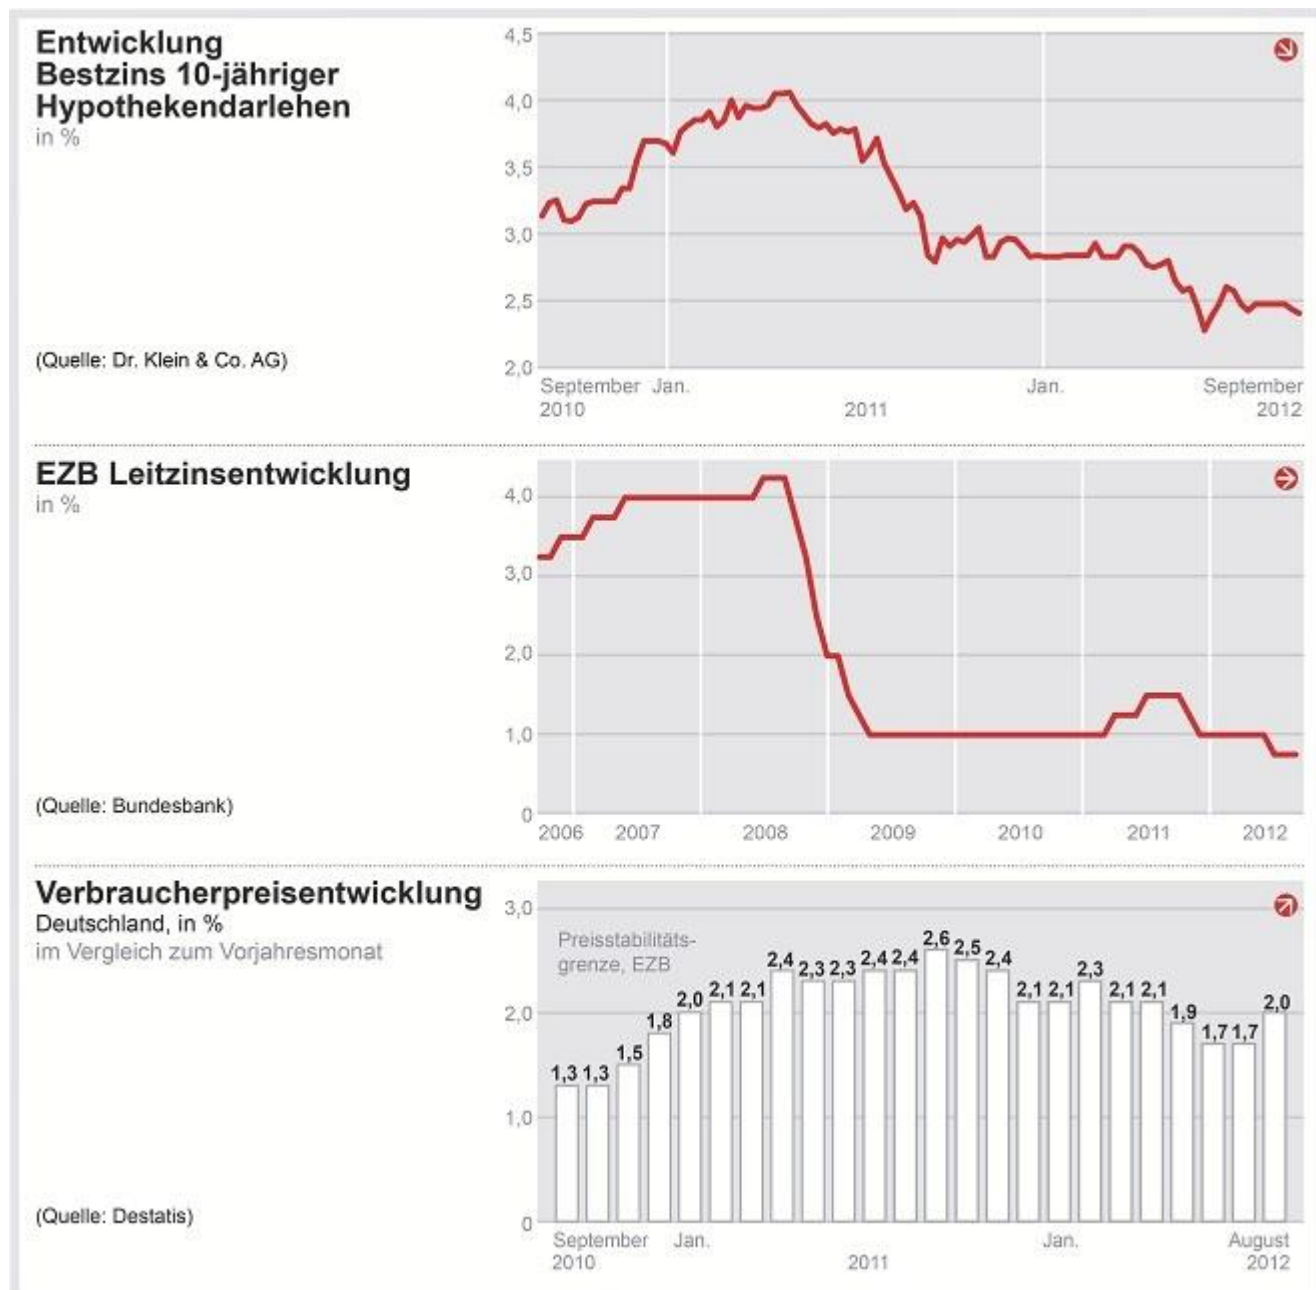 Entwicklung
Bestzins 10-jähriger
Hypothekendarlehen
in %
(Quelle: Dr. Klein & Co. AG)
4,5
4,0
3,5
3,0
2,5
2,0
September Jan. Jan. September
2010 2011 2012
EZB Leitzinsentwicklung
in %
(Quelle: Bundesbank)
4,0
3,0
2,0
1,0
0
2006 2007 2008 2009 2010 2011 2012
Verbraucherpreisentwicklung
Deutschland, in %
im Vergleich zum Vorjahresmonat
(Quelle: Destatis)
3,0
2,0
1,0
0
Preisstabilitäts-
grenze, EZB
1,3 1,3 1,5 1,8 2,0 2,1 2,1 2,4 2,3 2,3 2,4 2,4 2,6 2,5 2,4 2,1 2,1 2,3 2,1 2,1 1,9 1,7 1,7 2,0
September Jan. Jan. August
2010 2011 2012